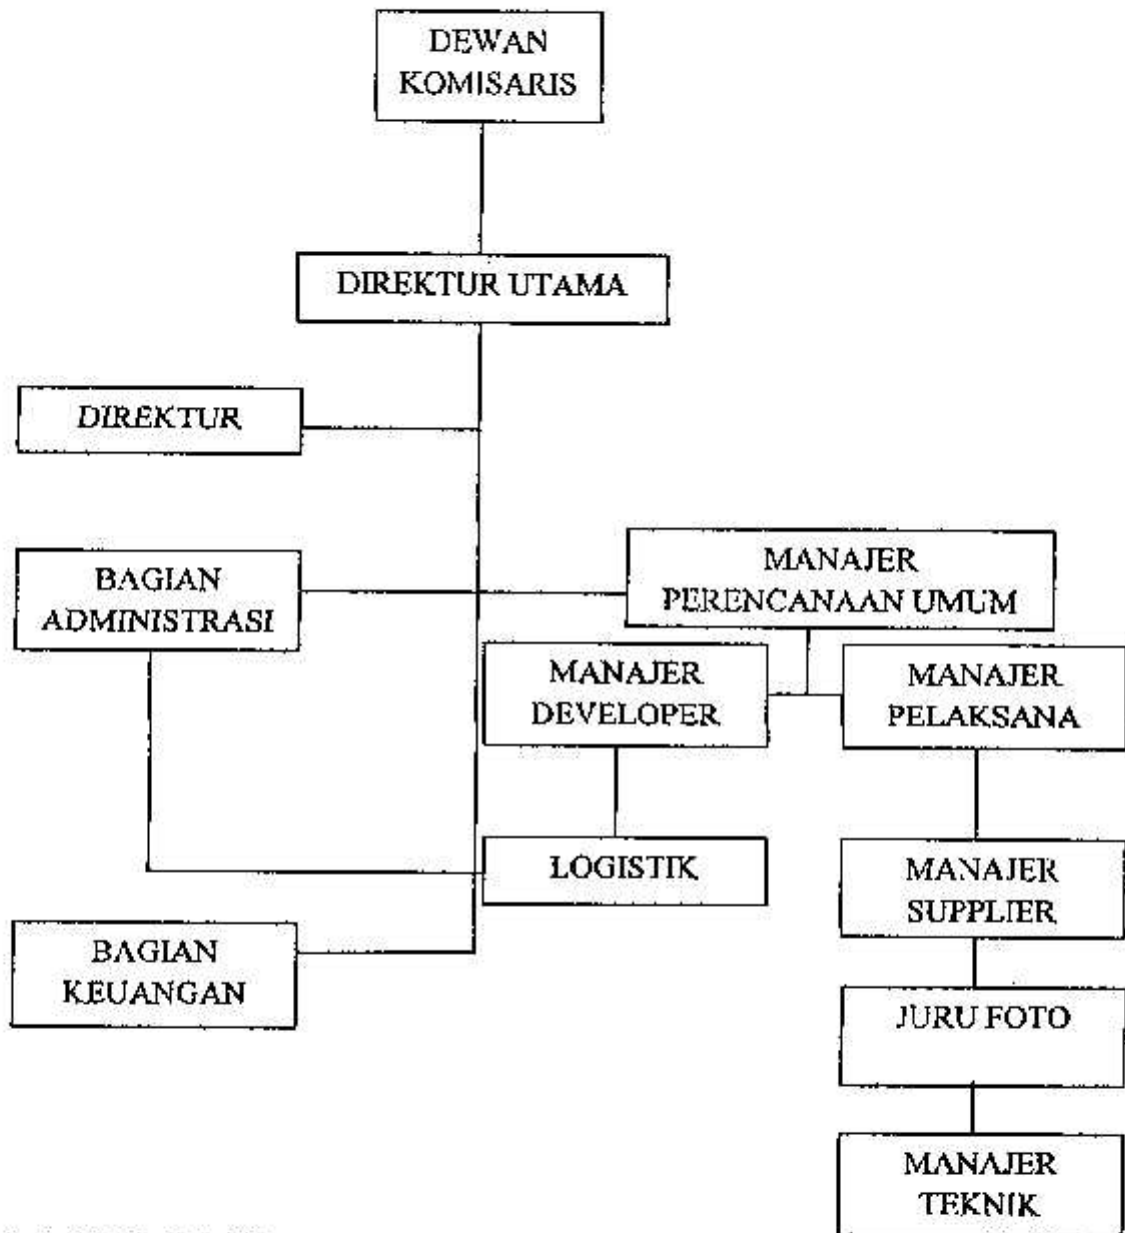 DEWAN
KOMISARIS
DIREKTUR UTAMA
DIREKTUR
BAGIAN
ADMINISTRASI
MANAJER
PERENCANAAN UMUM
MANAJER
DEVELOPER
MANAJER
PELAKSANA
LOGISTIK
MANAJER
SUPPLIER
BAGIAN
KEUANGAN
JURU FOTO
MANAJER
TEKNIK